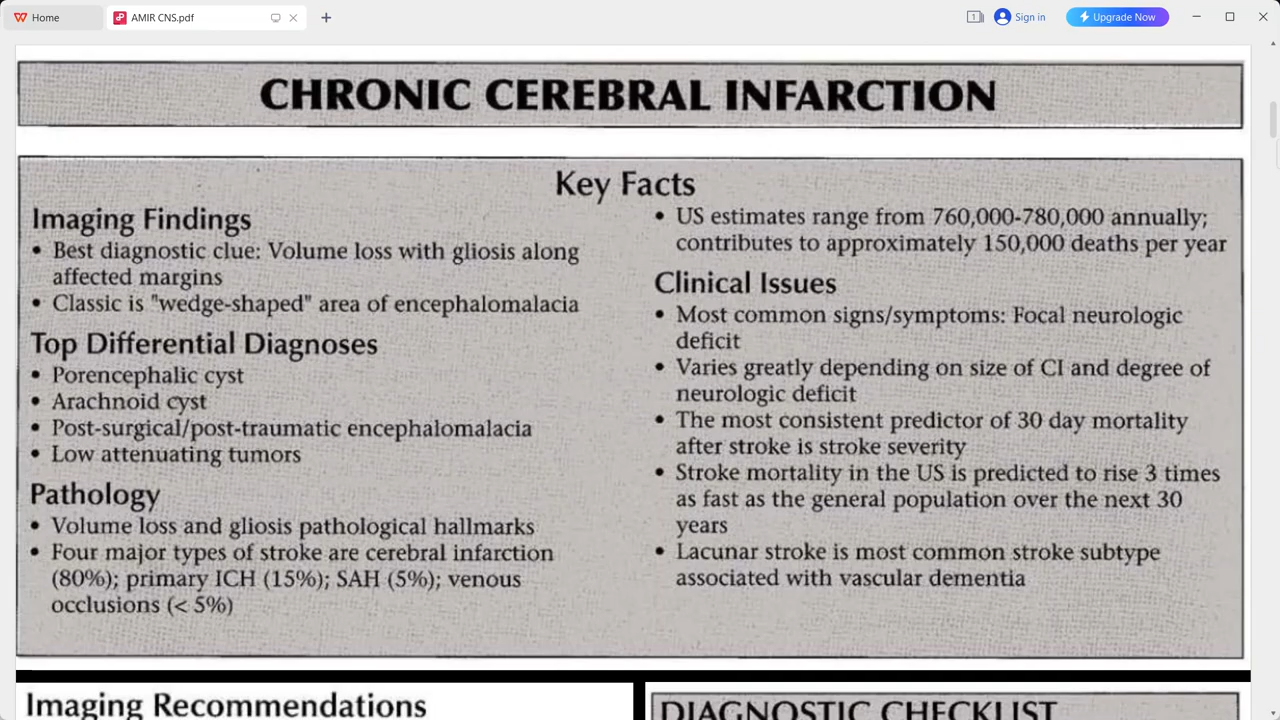 Home
AMIR CNS.pdf
1
Sign in
Upgrade Now
CHRONIC CEREBRAL INFARCTION
Key Facts
Imaging Findings
• Best diagnostic clue: Volume loss with gliosis along
affected margins
• Classic is "wedge-shaped" area of encephalomalacia
Top Differential Diagnoses
• Porencephalic cyst
• Arachnoid cyst
• Post-surgical/post-traumatic encephalomalacia
• Low attenuating tumors
Pathology
• Volume loss and gliosis pathological hallmarks
• Four major types of stroke are cerebral infarction
(80%); primary ICH (15%); SAH (5%); venous
occlusions (< 5%)
• US estimates range from 760,000-780,000 annually;
contributes to approximately 150,000 deaths per year
Clinical Issues
• Most common signs/symptoms: Focal neurologic
deficit
• Varies greatly depending on size of CI and degree of
neurologic deficit
• The most consistent predictor of 30 day mortality
after stroke is stroke severity
• Stroke mortality in the US is predicted to rise 3 times
as fast as the general population over the next 30
years
• Lacunar stroke is most common stroke subtype
associated with vascular dementia
Imaging Recommendations
DIAGNOSTIC CHECKLIST